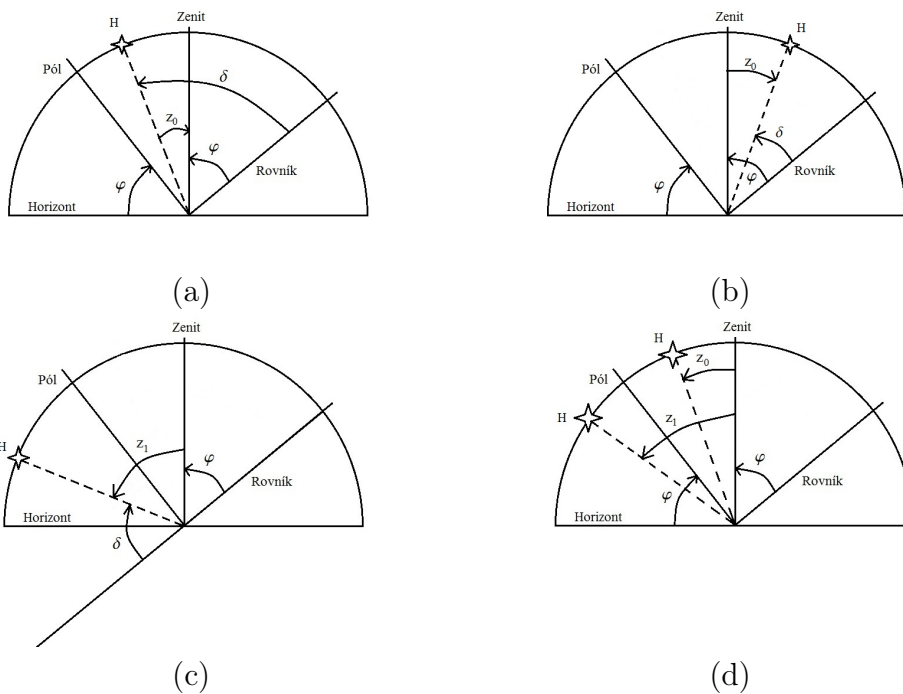 Zenit
H
Pól
δ
z₀
φ
φ
Rovník
Horizont
(a)
Zenit
H
Pól
z₀
δ
φ
φ
Rovník
Horizont
(b)
Zenit
Pól
H
z₁
φ
Rovník
Horizont
δ
(c)
Zenit
H
z₀
Pól
H
z₁
φ
φ
Rovník
Horizont
(d)